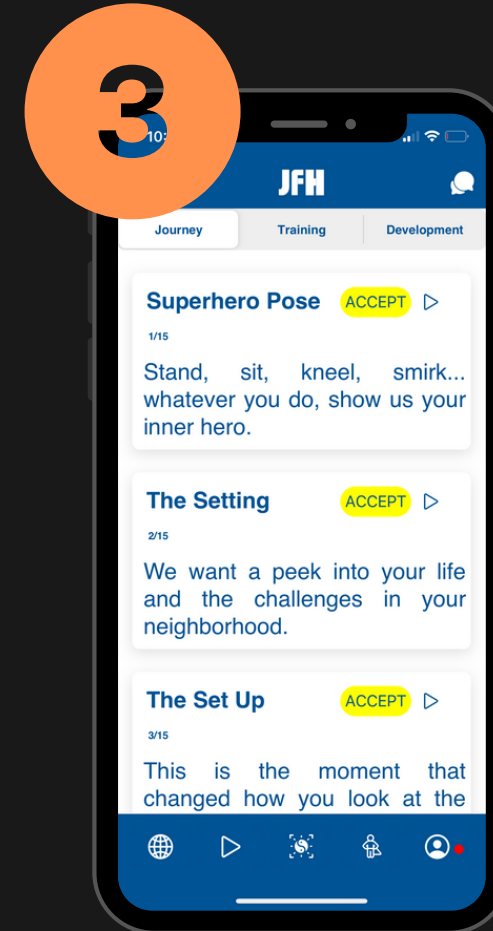 3
10:
JFH
Journey Training Development
Superhero Pose ACCEPT
1/15
Stand, sit, kneel, smirk...
whatever you do, show us your
inner hero.
The Setting ACCEPT
2/15
We want a peek into your life
and the challenges in your
neighborhood.
The Set Up ACCEPT
3/15
This is the moment that
changed how you look at the